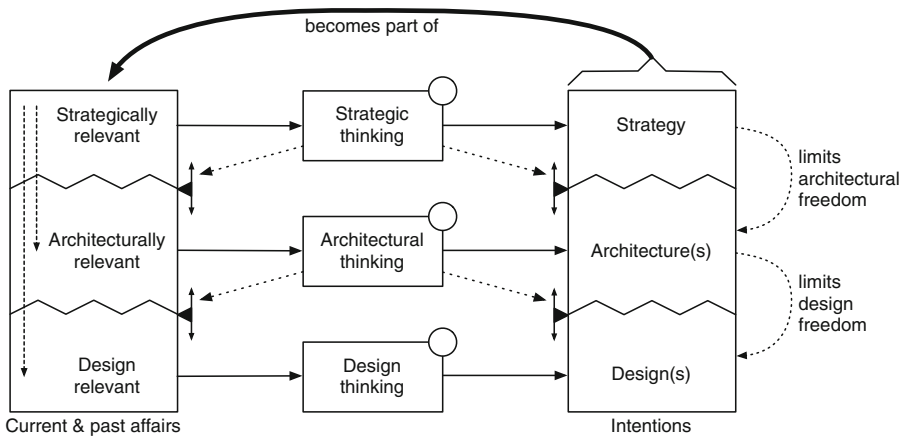 becomes part of
Strategically
relevant
Strategic
thinking
Strategy
limits
architectural
freedom
Architecturally
relevant
Architectural
thinking
Architecture(s)
limits
design
freedom
Design
relevant
Design
thinking
Design(s)
Current & past affairs
Intentions